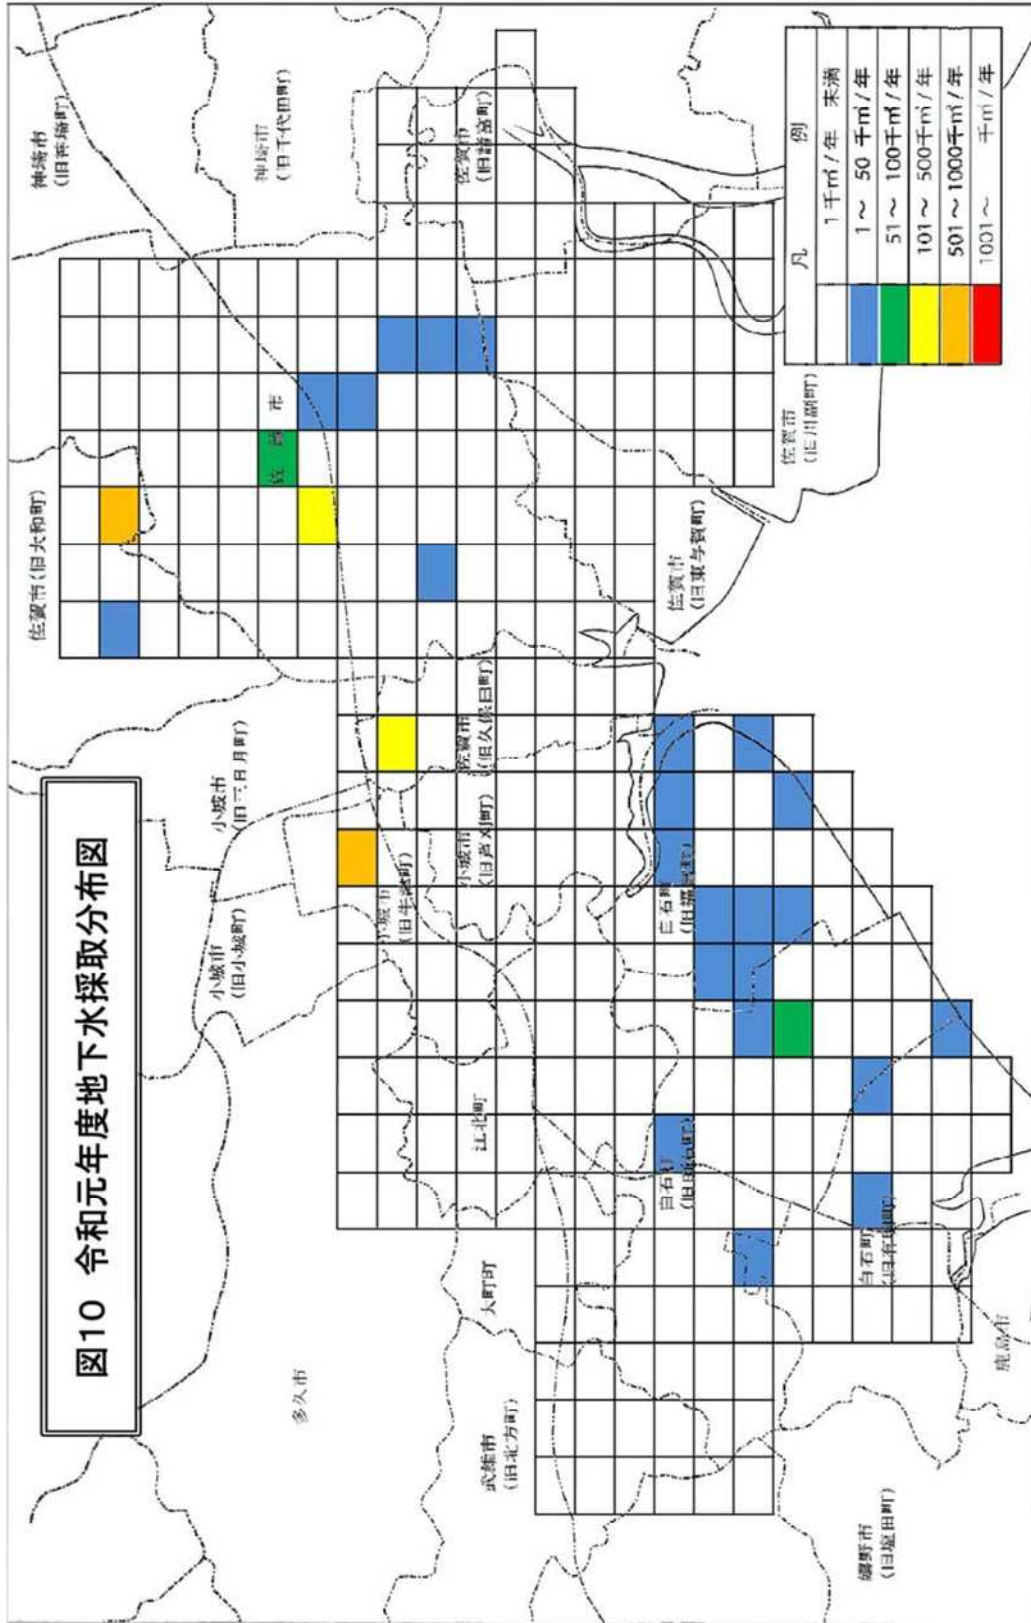 図10 令和元年度地下水採取分布図
神埼市
(旧神埼町)
神埼市
(旧千代田町)
佐賀市
(旧諸富町)
佐賀市(旧大和町)
佐賀市
佐賀市
(旧川副町)
佐賀市
(旧東与賀町)
佐賀市
(旧久保田町)
小城市
(旧三日月町)
小城市
(旧小城町)
小城市
(旧牛津町)
小城市
(旧芦刈町)
多久市
江北町
大町町
武雄市
(旧北方町)
白石町
(旧福富町)
白石町
白石町
鹿島市
嬉野市
(旧塩田町)
凡 例
1千㎥/年 未満
1～ 50 千㎥/年
51～ 100千㎥/年
101～ 500千㎥/年
501～1000千㎥/年
1001～ 千㎥/年